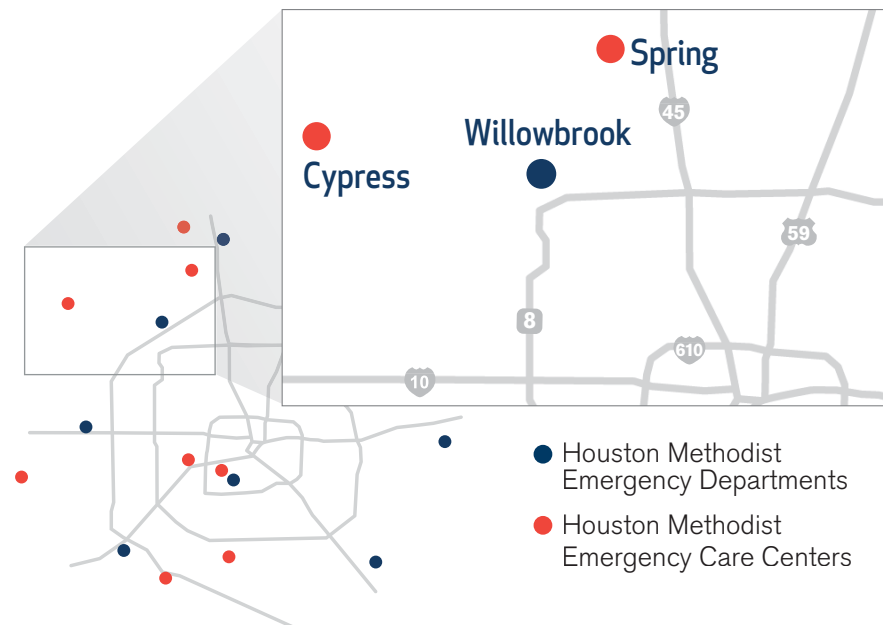 Spring
45
Willowbrook
Cypress
59
8
610
10
Houston Methodist
Emergency Departments
Houston Methodist
Emergency Care Centers